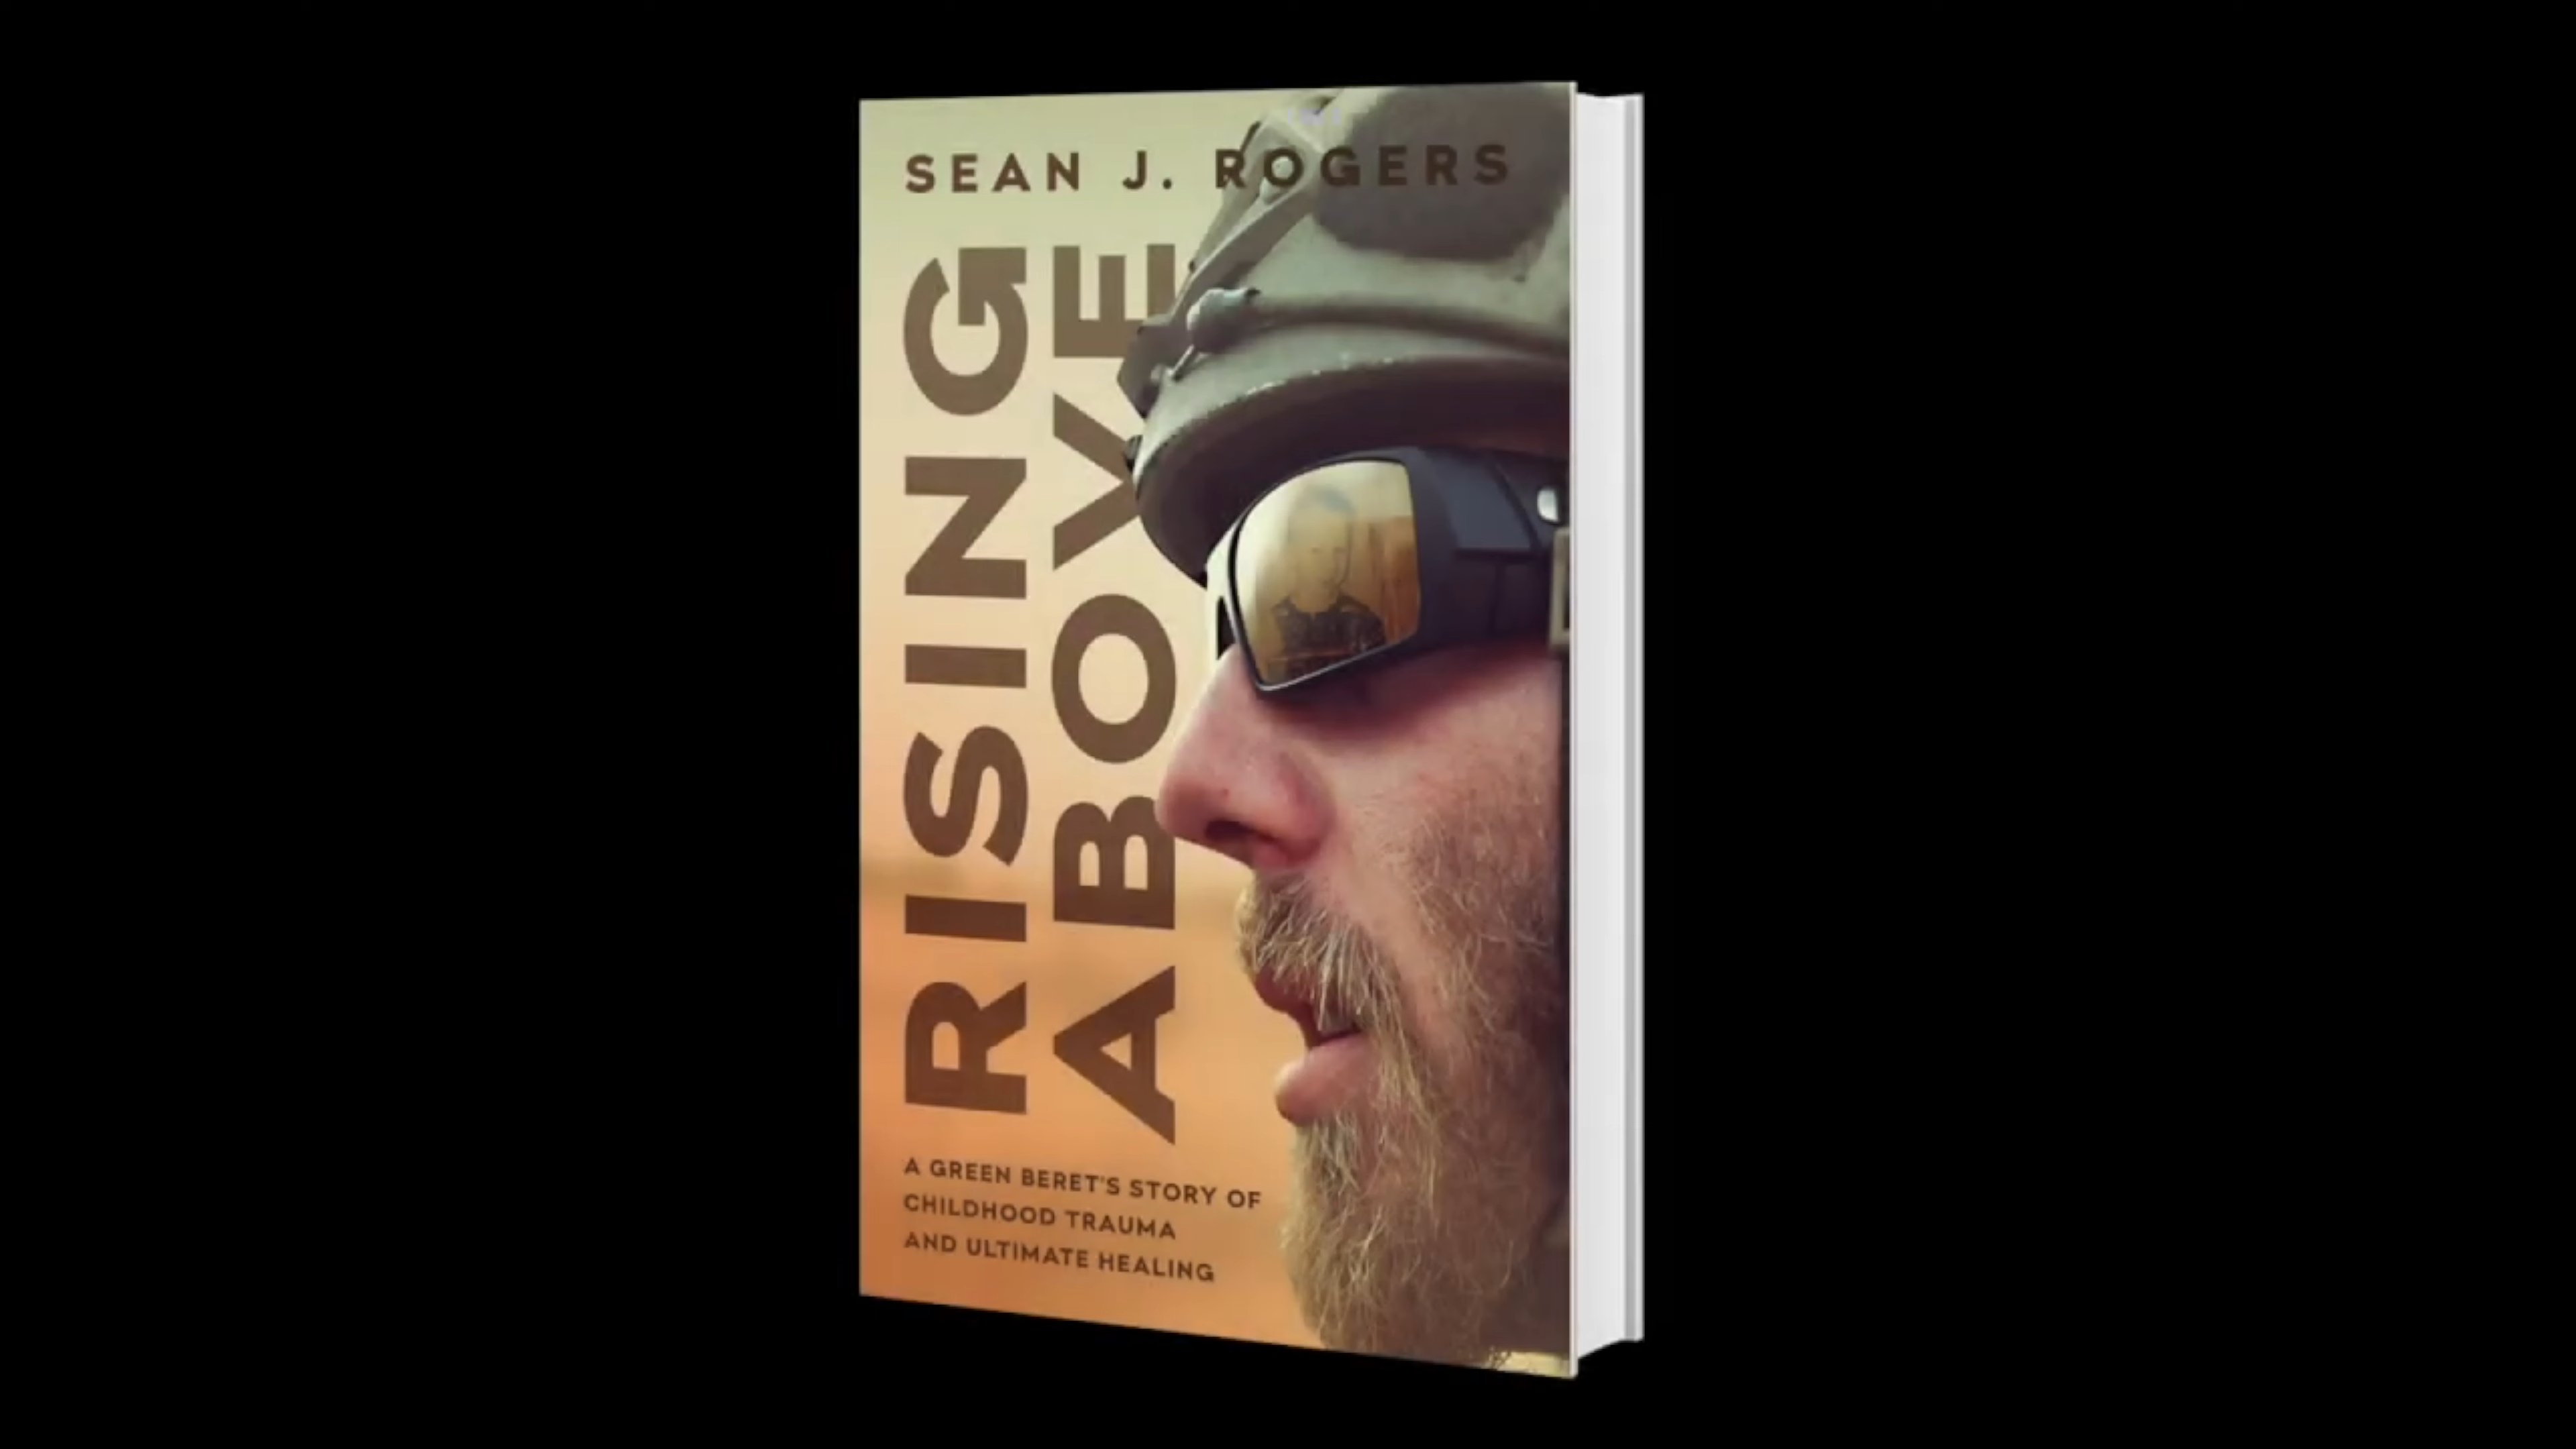 SEAN J. ROGERS
RISING
ABOVE
A GREEN BERET'S STORY OF
CHILDHOOD TRAUMA
AND ULTIMATE HEALING